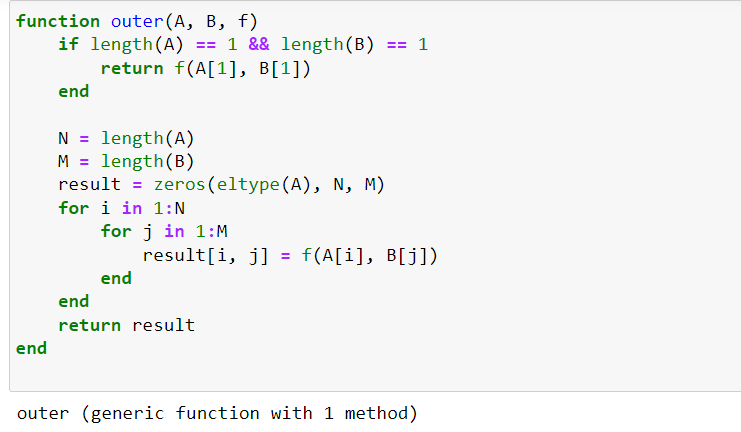 function outer(A, B, f)
    if length(A) == 1 && length(B) == 1
        return f(A[1], B[1])
    end

    N = length(A)
    M = length(B)
    result = zeros(eltype(A), N, M)
    for i in 1:N
        for j in 1:M
            result[i, j] = f(A[i], B[j])
        end
    end
    return result
end
outer (generic function with 1 method)